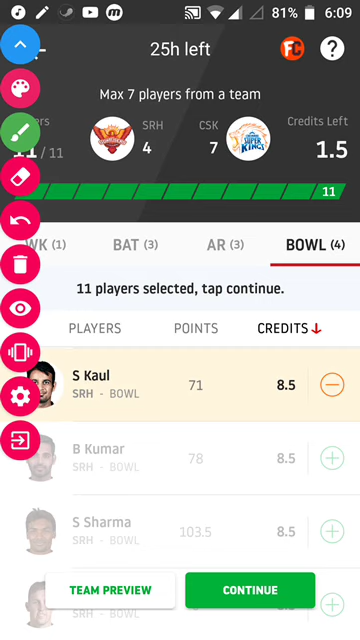 81% 6:09
25h left
FC
?
Max 7 players from a team
SRH
CSK
Credits Left
11 / 11
4
7
SUPER
KINGS
1.5
11
WK (1)
BAT (3)
AR (3)
BOWL (4)
11 players selected, tap continue.
PLAYERS
POINTS
CREDITS
S Kaul
SRH - BOWL
71
8.5
B Kumar
SRH - BOWL
78
8.5
S Sharma
SRH - BOWL
103.5
8.5
TEAM PREVIEW
CONTINUE